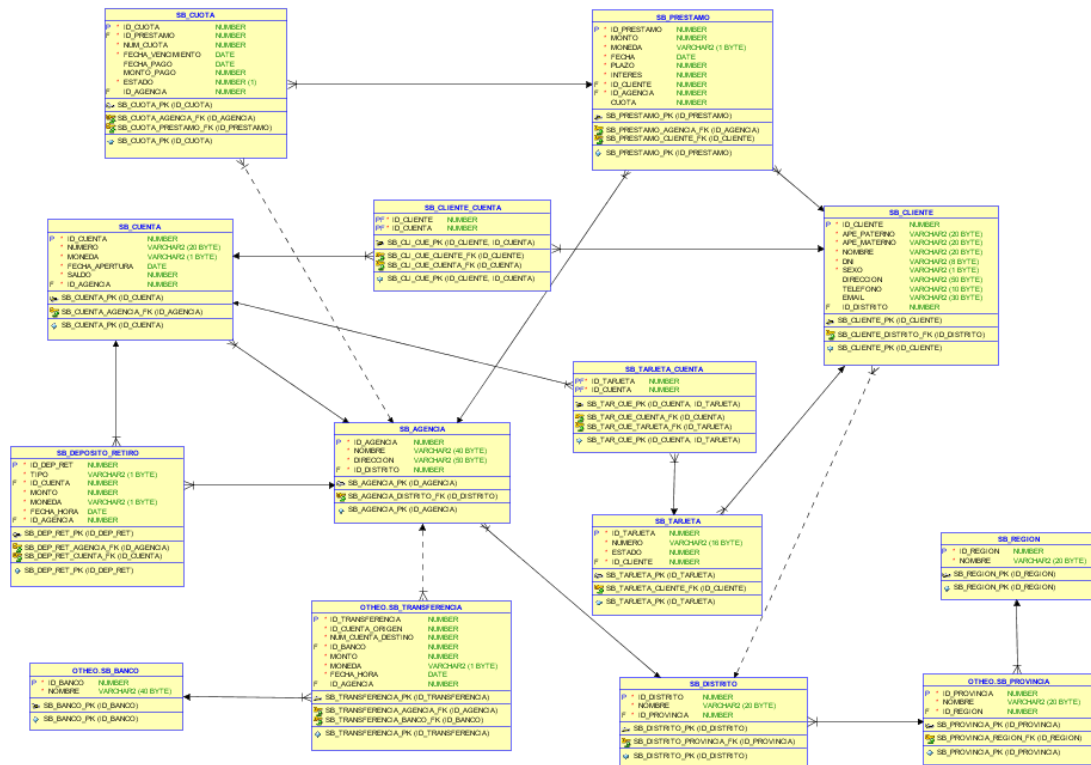 SB_CUOTA
P * ID_CUOTA NUMBER
F * ID_PRESTAMO NUMBER
* NUM_CUOTA NUMBER
* FECHA_VENCIMIENTO DATE
FECHA_PAGO DATE
MONTO_PAGO NUMBER
* ESTADO NUMBER (1)
F ID_AGENCIA NUMBER
SB_CUOTA_PK (ID_CUOTA)
SB_CUOTA_AGENCIA_FK (ID_AGENCIA)
SB_CUOTA_PRESTAMO_FK (ID_PRESTAMO)
SB_CUOTA_PK (ID_CUOTA)
SB_PRESTAMO
P * ID_PRESTAMO NUMBER
* MONTO NUMBER
* MONEDA VARCHAR2 (1 BYTE)
* FECHA DATE
* PLAZO NUMBER
* INTERES NUMBER
F * ID_CLIENTE NUMBER
F * ID_AGENCIA NUMBER
CUOTA NUMBER
SB_PRESTAMO_PK (ID_PRESTAMO)
SB_PRESTAMO_AGENCIA_FK (ID_AGENCIA)
SB_PRESTAMO_CLIENTE_FK (ID_CLIENTE)
SB_PRESTAMO_PK (ID_PRESTAMO)
SB_CLIENTE_CUENTA
PF* ID_CLIENTE NUMBER
PF* ID_CUENTA NUMBER
SB_CLI_CUE_PK (ID_CLIENTE, ID_CUENTA)
SB_CLI_CUE_CLIENTE_FK (ID_CLIENTE)
SB_CLI_CUE_CUENTA_FK (ID_CUENTA)
SB_CLI_CUE_PK (ID_CLIENTE, ID_CUENTA)
SB_CLIENTE
P * ID_CLIENTE NUMBER
* APE_PATERNO VARCHAR2 (20 BYTE)
* APE_MATERNO VARCHAR2 (20 BYTE)
* NOMBRE VARCHAR2 (20 BYTE)
* DNI VARCHAR2 (8 BYTE)
* SEXO VARCHAR2 (1 BYTE)
DIRECCION VARCHAR2 (50 BYTE)
TELEFONO VARCHAR2 (10 BYTE)
EMAIL VARCHAR2 (30 BYTE)
F ID_DISTRITO NUMBER
SB_CLIENTE_PK (ID_CLIENTE)
SB_CLIENTE_DISTRITO_FK (ID_DISTRITO)
SB_CLIENTE_PK (ID_CLIENTE)
SB_CUENTA
P * ID_CUENTA NUMBER
* NUMERO VARCHAR2 (20 BYTE)
* MONEDA VARCHAR2 (1 BYTE)
* FECHA_APERTURA DATE
* SALDO NUMBER
F * ID_AGENCIA NUMBER
SB_CUENTA_PK (ID_CUENTA)
SB_CUENTA_AGENCIA_FK (ID_AGENCIA)
SB_CUENTA_PK (ID_CUENTA)
SB_TARJETA_CUENTA
PF* ID_TARJETA NUMBER
PF* ID_CUENTA NUMBER
SB_TAR_CUE_PK (ID_CUENTA, ID_TARJETA)
SB_TAR_CUE_CUENTA_FK (ID_CUENTA)
SB_TAR_CUE_TARJETA_FK (ID_TARJETA)
SB_TAR_CUE_PK (ID_CUENTA, ID_TARJETA)
SB_AGENCIA
P * ID_AGENCIA NUMBER
* NOMBRE VARCHAR2 (40 BYTE)
* DIRECCION VARCHAR2 (50 BYTE)
F * ID_DISTRITO NUMBER
SB_AGENCIA_PK (ID_AGENCIA)
SB_AGENCIA_DISTRITO_FK (ID_DISTRITO)
SB_AGENCIA_PK (ID_AGENCIA)
SB_DEPOSITO_RETIRO
P * ID_DEP_RET NUMBER
* TIPO VARCHAR2 (1 BYTE)
F * ID_CUENTA NUMBER
* MONTO NUMBER
* MONEDA VARCHAR2 (1 BYTE)
* FECHA_HORA DATE
F * ID_AGENCIA NUMBER
SB_DEP_RET_PK (ID_DEP_RET)
SB_DEP_RET_AGENCIA_FK (ID_AGENCIA)
SB_DEP_RET_CUENTA_FK (ID_CUENTA)
SB_DEP_RET_PK (ID_DEP_RET)
SB_TARJETA
P * ID_TARJETA NUMBER
* NUMERO VARCHAR2 (16 BYTE)
* ESTADO NUMBER
F * ID_CLIENTE NUMBER
SB_TARJETA_PK (ID_TARJETA)
SB_TARJETA_CLIENTE_FK (ID_CLIENTE)
SB_TARJETA_PK (ID_TARJETA)
SB_REGION
P * ID_REGION NUMBER
* NOMBRE VARCHAR2 (20 BYTE)
SB_REGION_PK (ID_REGION)
SB_REGION_PK (ID_REGION)
OTHEO.SB_TRANSFERENCIA
P * ID_TRANSFERENCIA NUMBER
* ID_CUENTA_ORIGEN NUMBER
* NUM_CUENTA_DESTINO NUMBER
F * ID_BANCO NUMBER
* MONTO NUMBER
* MONEDA VARCHAR2 (1 BYTE)
* FECHA_HORA DATE
F ID_AGENCIA NUMBER
SB_TRANSFERENCIA_PK (ID_TRANSFERENCIA)
SB_TRANSFERENCIA_AGENCIA_FK (ID_AGENCIA)
SB_TRANSFERENCIA_BANCO_FK (ID_BANCO)
SB_TRANSFERENCIA_PK (ID_TRANSFERENCIA)
OTHEO.SB_BANCO
P * ID_BANCO NUMBER
* NOMBRE VARCHAR2 (40 BYTE)
SB_BANCO_PK (ID_BANCO)
SB_BANCO_PK (ID_BANCO)
SB_DISTRITO
P * ID_DISTRITO NUMBER
* NOMBRE VARCHAR2 (20 BYTE)
F * ID_PROVINCIA NUMBER
SB_DISTRITO_PK (ID_DISTRITO)
SB_DISTRITO_PROVINCIA_FK (ID_PROVINCIA)
SB_DISTRITO_PK (ID_DISTRITO)
OTHEO.SB_PROVINCIA
P * ID_PROVINCIA NUMBER
* NOMBRE VARCHAR2 (20 BYTE)
F * ID_REGION NUMBER
SB_PROVINCIA_PK (ID_PROVINCIA)
SB_PROVINCIA_REGION_FK (ID_REGION)
SB_PROVINCIA_PK (ID_PROVINCIA)